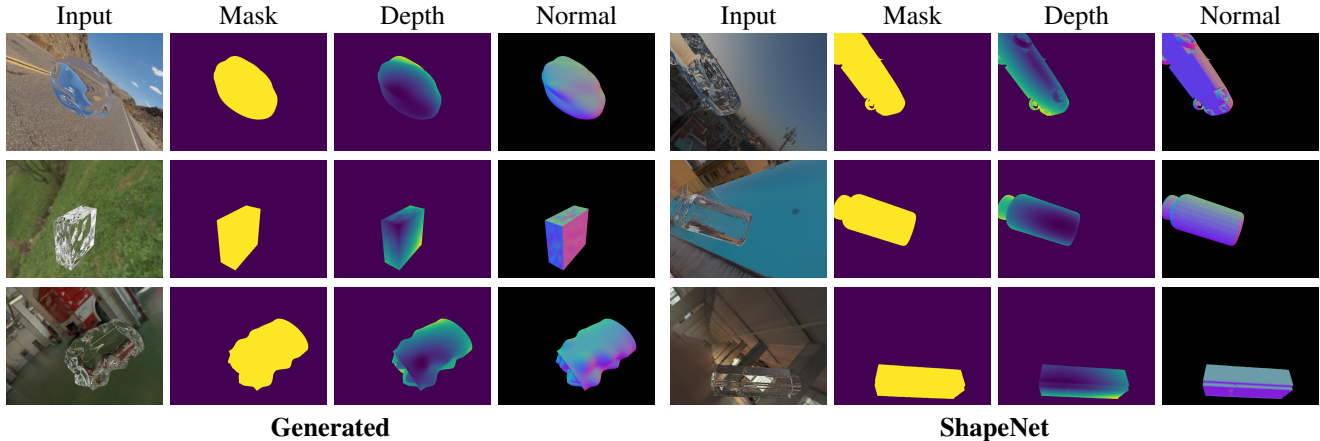 Input Mask Depth Normal Input Mask Depth Normal
Generated ShapeNet